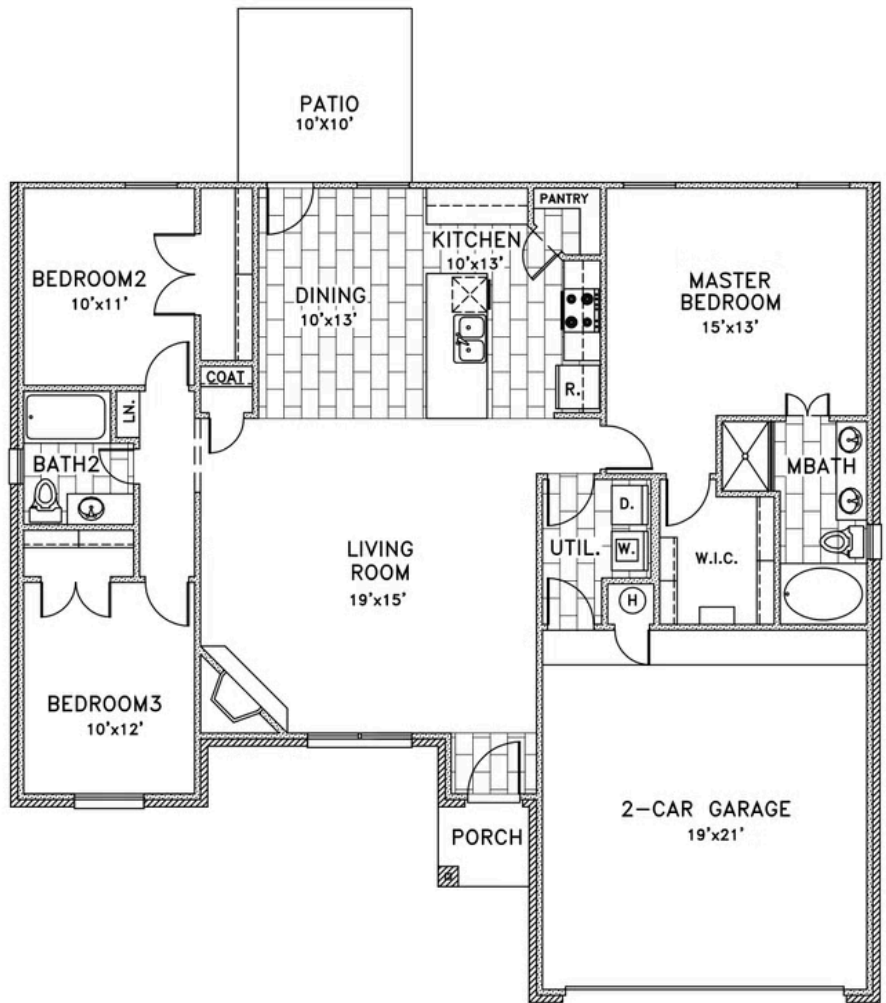 PATIO
10'X10'
PANTRY
KITCHEN
10'x13'
BEDROOM2
10'x11'
DINING
10'x13'
MASTER
BEDROOM
15'x13'
COAT
R.
LN.
BATH2
MBATH
D.
UTIL.
W.
W.I.C.
LIVING
ROOM
19'x15'
H
BEDROOM3
10'x12'
2-CAR GARAGE
19'x21'
PORCH